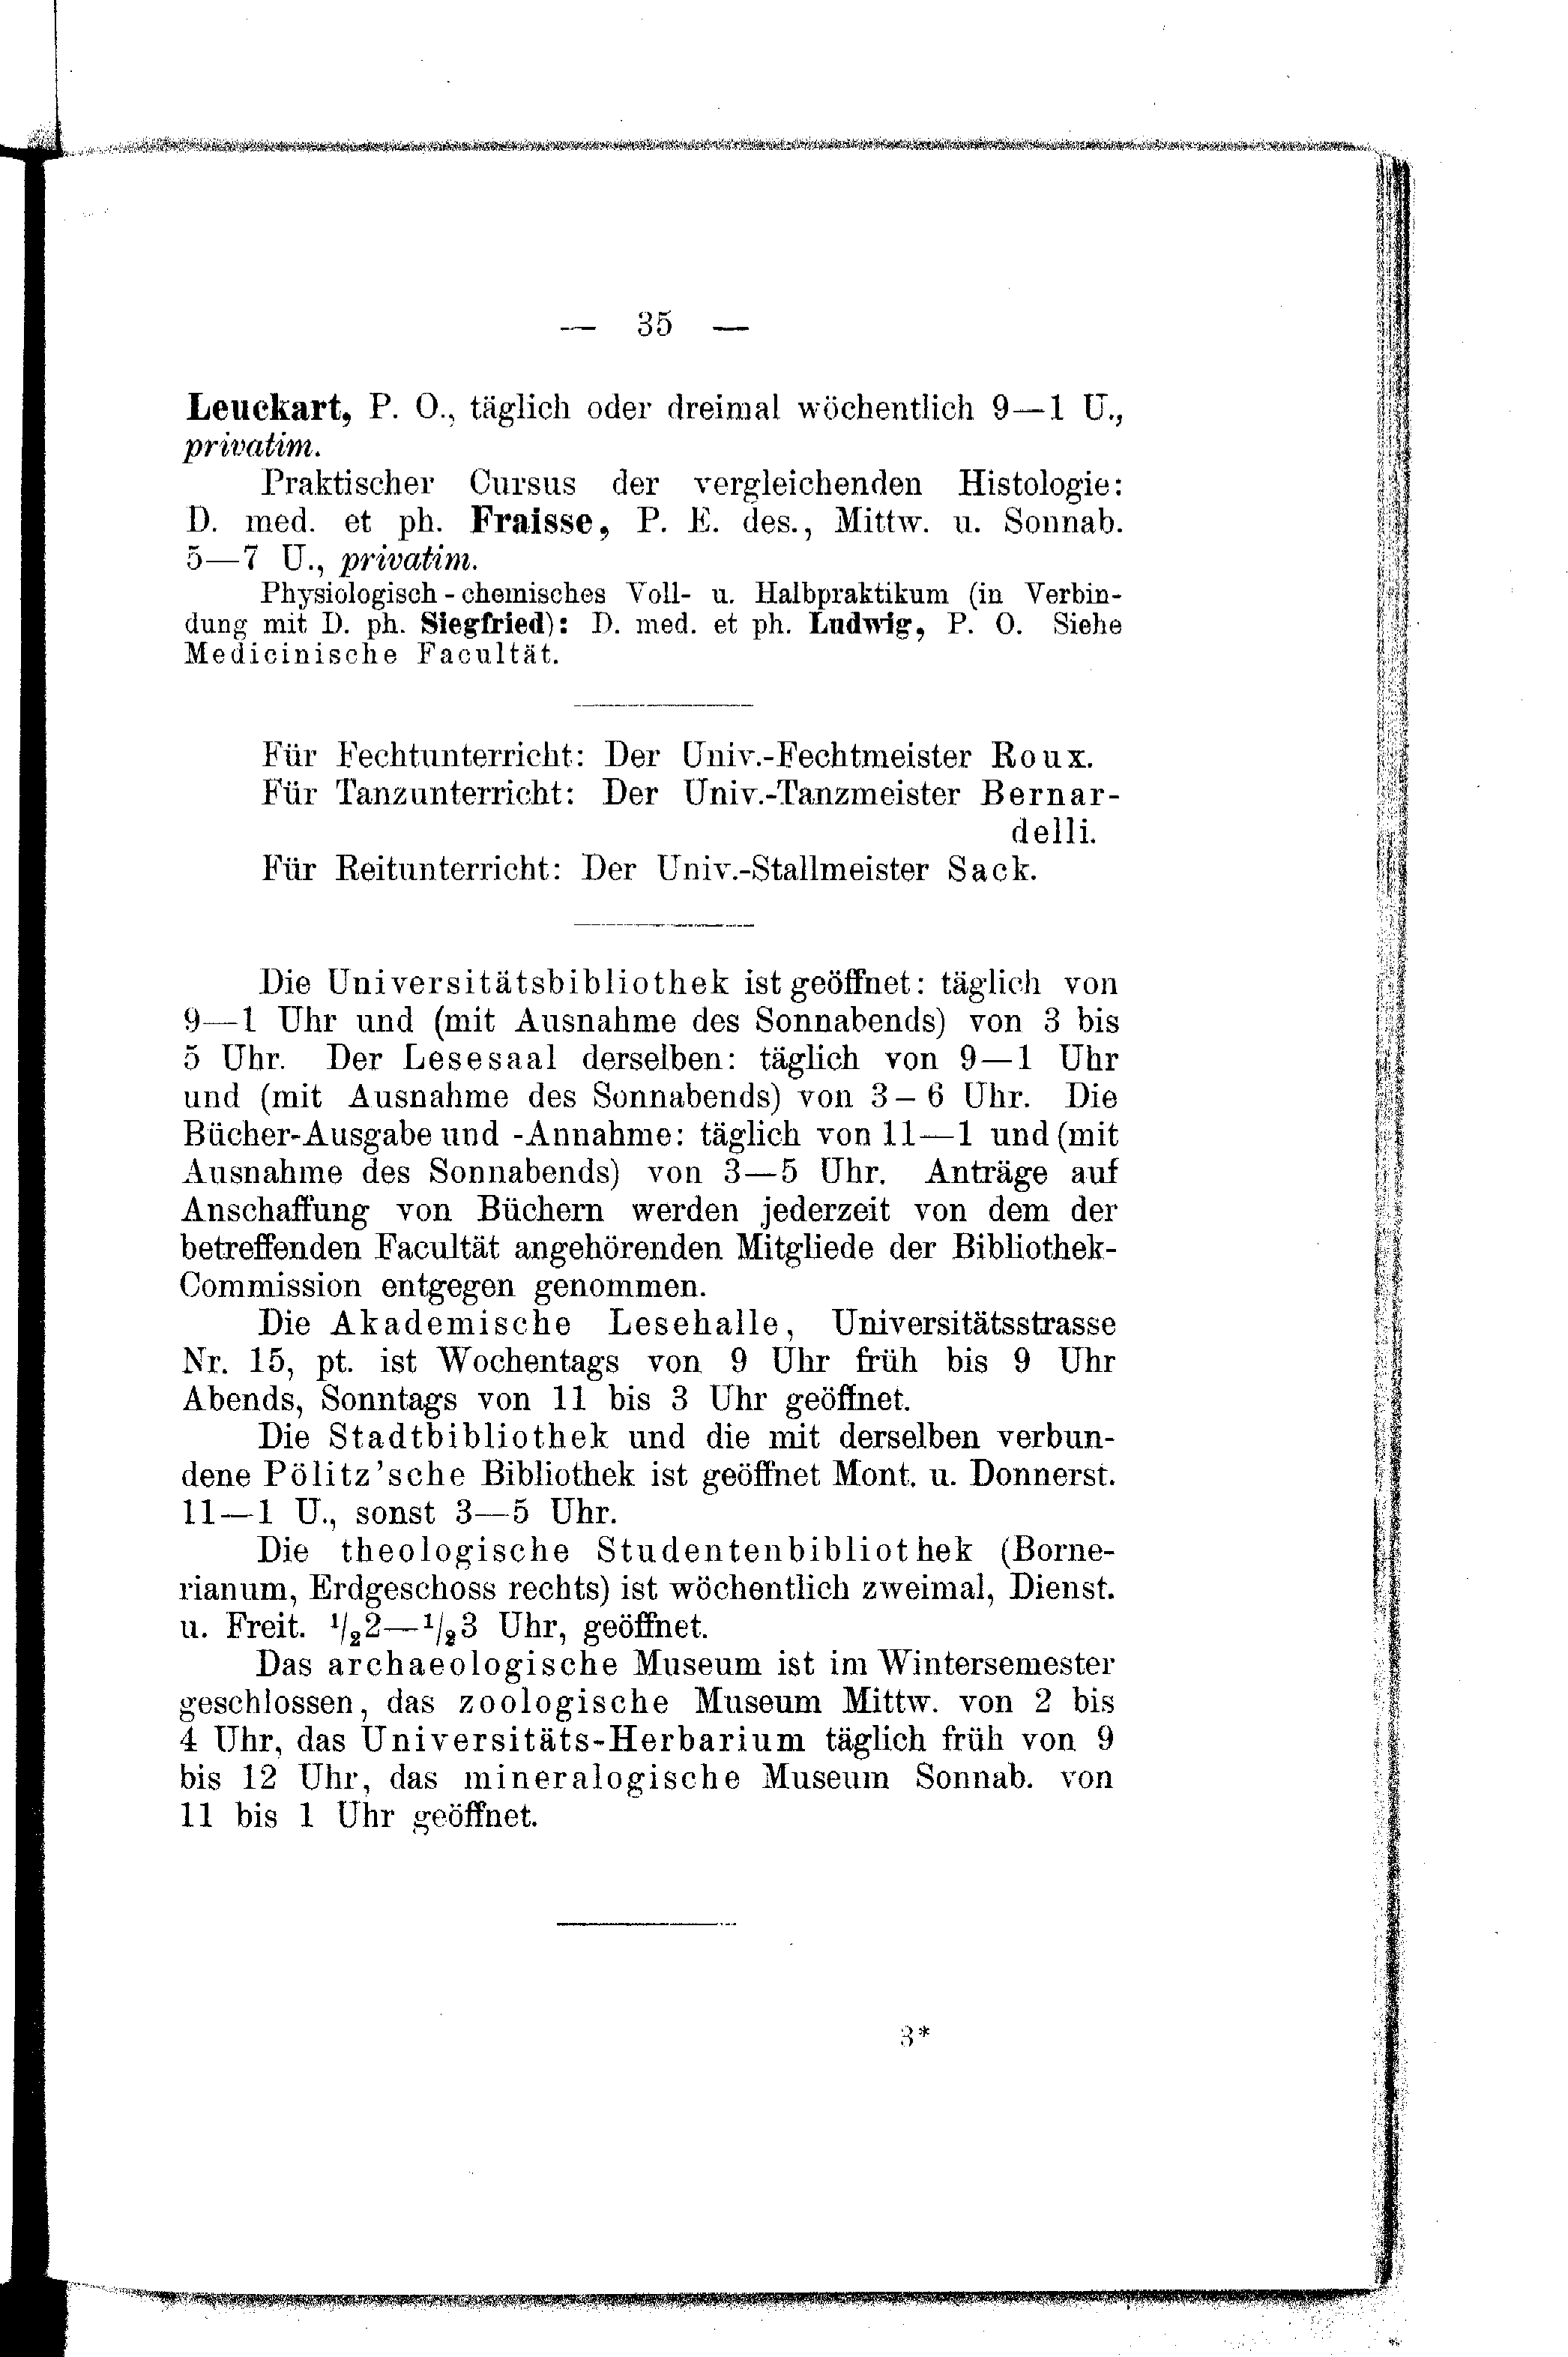 — 35 —
Leuckart, P. O., täglich oder dreimal wöchentlich 9—1 U.,
privatim.
Praktischer Cursus der vergleichenden Histologie:
D. med. et ph. Fraisse, P. E. des., Mittw. u. Sonnab.
5—7 U., privatim.
Physiologisch-chemisches Voll- u. Halbpraktikum (in Verbin-
dung mit D. ph. Siegfried): D. med. et ph. Ludwig, P. O. Siehe
Medicinische Facultät.
Für Fechtunterricht: Der Univ.-Fechtmeister Roux.
Für Tanzunterricht: Der Univ.-Tanzmeister Bernar-
delli.
Für Reitunterricht: Der Univ.-Stallmeister Sack.
Die Universitätsbibliothek ist geöffnet: täglich von
9—1 Uhr und (mit Ausnahme des Sonnabends) von 3 bis
5 Uhr. Der Lesesaal derselben: täglich von 9—1 Uhr
und (mit Ausnahme des Sonnabends) von 3–6 Uhr. Die
Bücher-Ausgabe und -Annahme: täglich von 11—1 und (mit
Ausnahme des Sonnabends) von 3—5 Uhr. Anträge auf
Anschaffung von Büchern werden jederzeit von dem der
betreffenden Facultät angehörenden Mitgliede der Bibliothek-
Commission entgegen genommen.
Die Akademische Lesehalle, Universitätsstrasse
Nr. 15, pt. ist Wochentags von 9 Uhr früh bis 9 Uhr
Abends, Sonntags von 11 bis 3 Uhr geöffnet.
Die Stadtbibliothek und die mit derselben verbun-
dene Pölitz'sche Bibliothek ist geöffnet Mont. u. Donnerst.
11—1 U., sonst 3—5 Uhr.
Die theologische Studentenbibliothek (Borne-
rianum, Erdgeschoss rechts) ist wöchentlich zweimal, Dienst.
u. Freit. 1/22—1/23 Uhr, geöffnet.
Das archaeologische Museum ist im Wintersemester
geschlossen, das zoologische Museum Mittw. von 2 bis
4 Uhr, das Universitäts-Herbarium täglich früh von 9
bis 12 Uhr, das mineralogische Museum Sonnab. von
11 bis 1 Uhr geöffnet.
3*